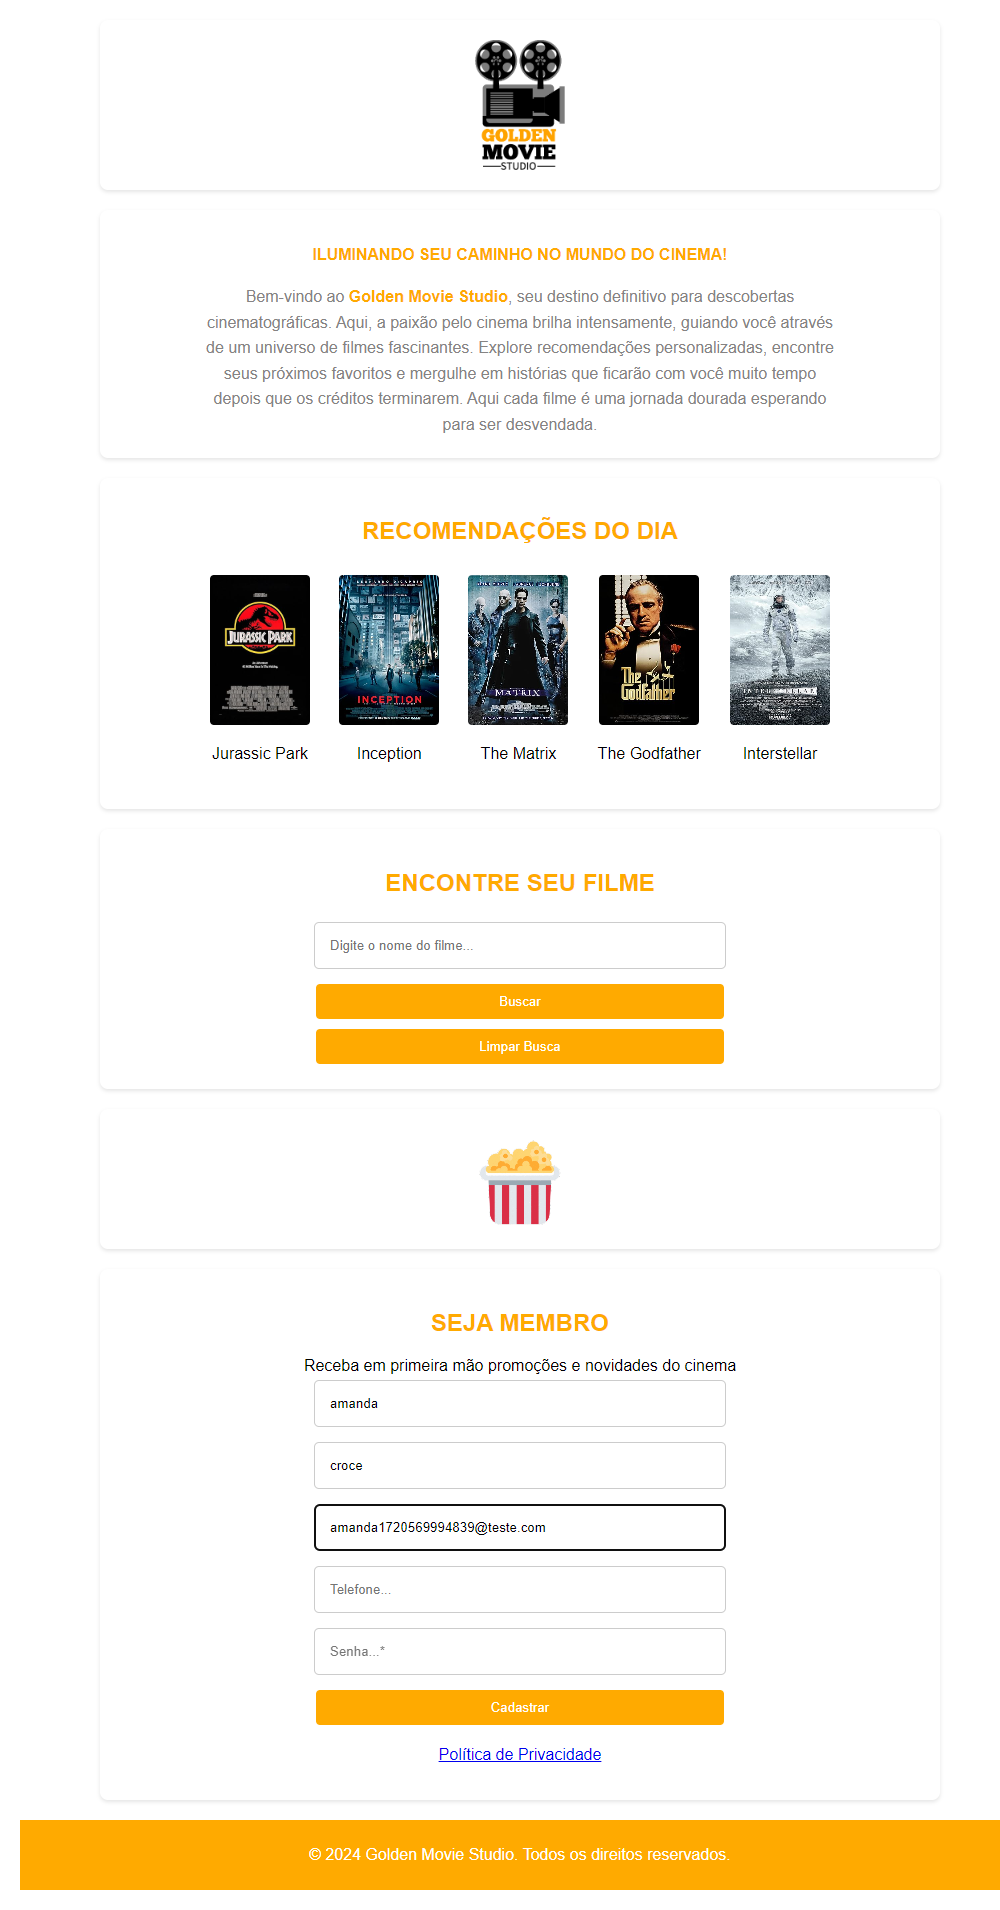 GOLDEN
MOVIE
STUDIO
ILUMINANDO SEU CAMINHO NO MUNDO DO CINEMA!
Bem-vindo ao Golden Movie Studio, seu destino definitivo para descobertas
cinematográficas. Aqui, a paixão pelo cinema brilha intensamente, guiando você através
de um universo de filmes fascinantes. Explore recomendações personalizadas, encontre
seus próximos favoritos e mergulhe em histórias que ficarão com você muito tempo
depois que os créditos terminarem. Aqui cada filme é uma jornada dourada esperando
para ser desvendada.
RECOMENDAÇÕES DO DIA
JURASSIC PARK
INCEPTION
MATRIX
The Godfather
INTERSTELLAR
Jurassic Park
Inception
The Matrix
The Godfather
Interstellar
ENCONTRE SEU FILME
Digite o nome do filme...
Buscar
Limpar Busca
SEJA MEMBRO
Receba em primeira mão promoções e novidades do cinema
amanda
croce
amanda1720569994839@teste.com
Telefone...
Senha...*
Cadastrar
Política de Privacidade
© 2024 Golden Movie Studio. Todos os direitos reservados.